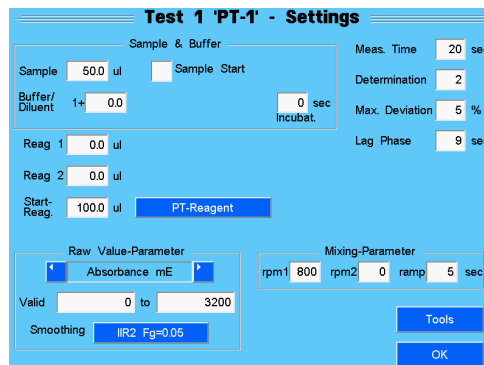 Test 1 'PT-1' - Settings
Sample & Buffer
Sample 50.0 ul Sample Start
Buffer/
Diluent 1+ 0.0
0 sec
Incubat.
Meas. Time 20 se
Determination 2
Max. Deviation 5 %
Lag Phase 9 se
Reag 1 0.0 ul
Reag 2 0.0 ul
Start-
Reag. 100.0 ul PT-Reagent
Raw Value-Parameter
Absorbance mE
Valid 0 to 3200
Smoothing IIR2 Fg=0.05
Mixing-Parameter
rpm1 800 rpm2 0 ramp 5 sec
Tools
OK